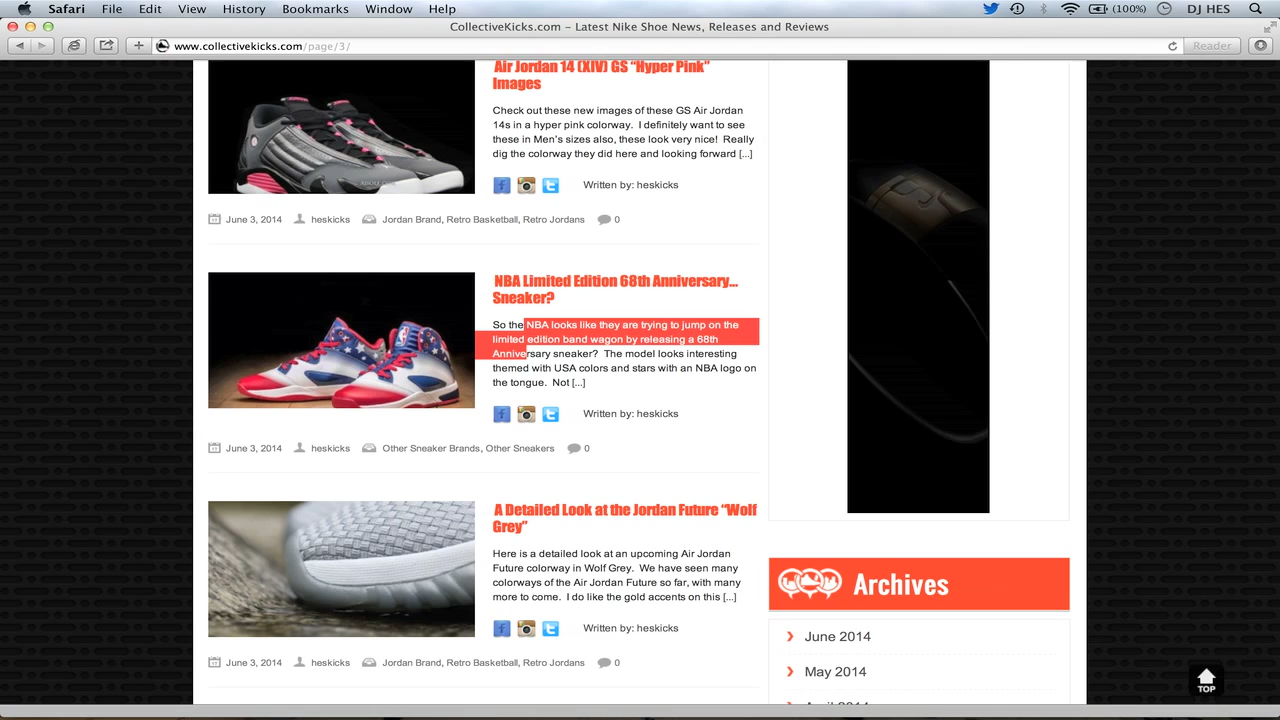 Safari File Edit View History Bookmarks Window Help (100%) DJ HES
CollectiveKicks.com – Latest Nike Shoe News, Releases and Reviews
www.collectivekicks.com/page/3/ Reader
Air Jordan 14 (XIV) GS “Hyper Pink”
Images
Check out these new images of these GS Air Jordan
14s in a hyper pink colorway. I definitely want to see
these in Men's sizes also, these look very nice! Really
dig the colorway they did here and looking forward [...]
Written by: heskicks
June 3, 2014 heskicks Jordan Brand, Retro Basketball, Retro Jordans 0
NBA Limited Edition 68th Anniversary...
Sneaker?
So the NBA looks like they are trying to jump on the
limited edition band wagon by releasing a 68th
Anniversary sneaker? The model looks interesting
themed with USA colors and stars with an NBA logo on
the tongue. Not [...]
Written by: heskicks
June 3, 2014 heskicks Other Sneaker Brands, Other Sneakers 0
A Detailed Look at the Jordan Future “Wolf
Grey”
Here is a detailed look at an upcoming Air Jordan
Future colorway in Wolf Grey. We have seen many
colorways of the Air Jordan Future so far, with many
more to come. I do like the gold accents on this [...]
Written by: heskicks
June 3, 2014 heskicks Jordan Brand, Retro Basketball, Retro Jordans 0
Archives
June 2014
May 2014
April 2014
TOP